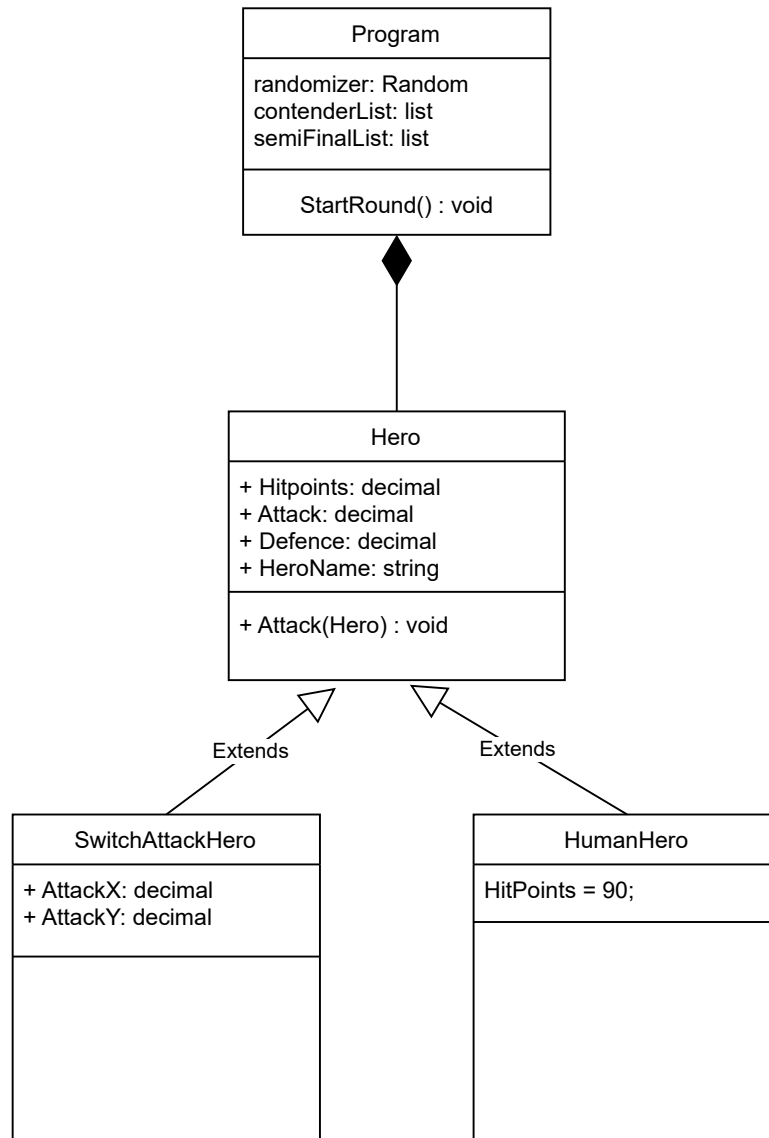 Program
randomizer: Random
contenderList: list
semiFinalList: list
StartRound() : void
Hero
+ Hitpoints: decimal
+ Attack: decimal
+ Defence: decimal
+ HeroName: string
+ Attack(Hero) : void
Extends
Extends
SwitchAttackHero
+ AttackX: decimal
+ AttackY: decimal
HumanHero
HitPoints = 90;